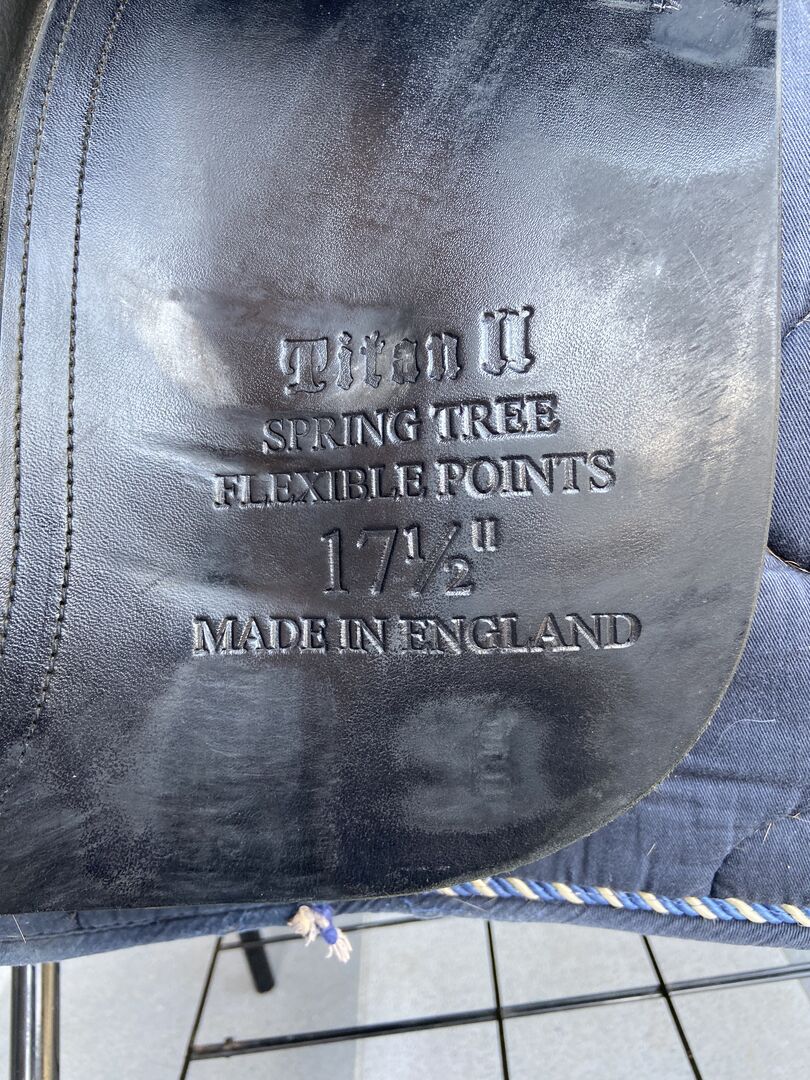 Titan II
SPRING TREE
FLEXIBLE POINTS
17½"
MADE IN ENGLAND